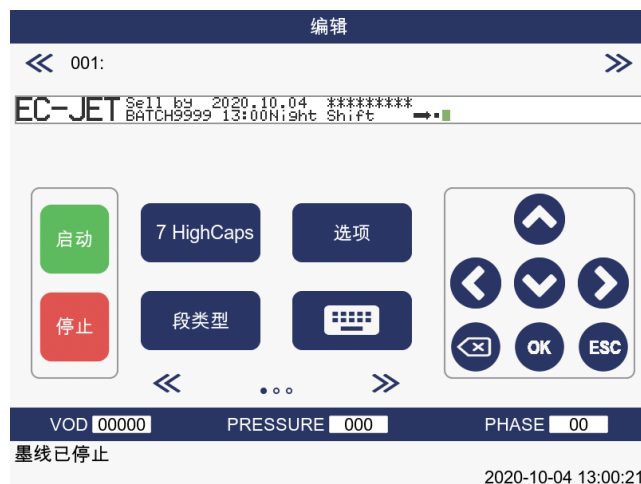 编辑
001:
EC-JET Sell by 2020.10.04 *********
BATCH9999 13:00Night Shift
启动
7 HighCaps
选项
停止
段类型
OK
ESC
VOD 00000 PRESSURE 000 PHASE 00
墨线已停止
2020-10-04 13:00:21